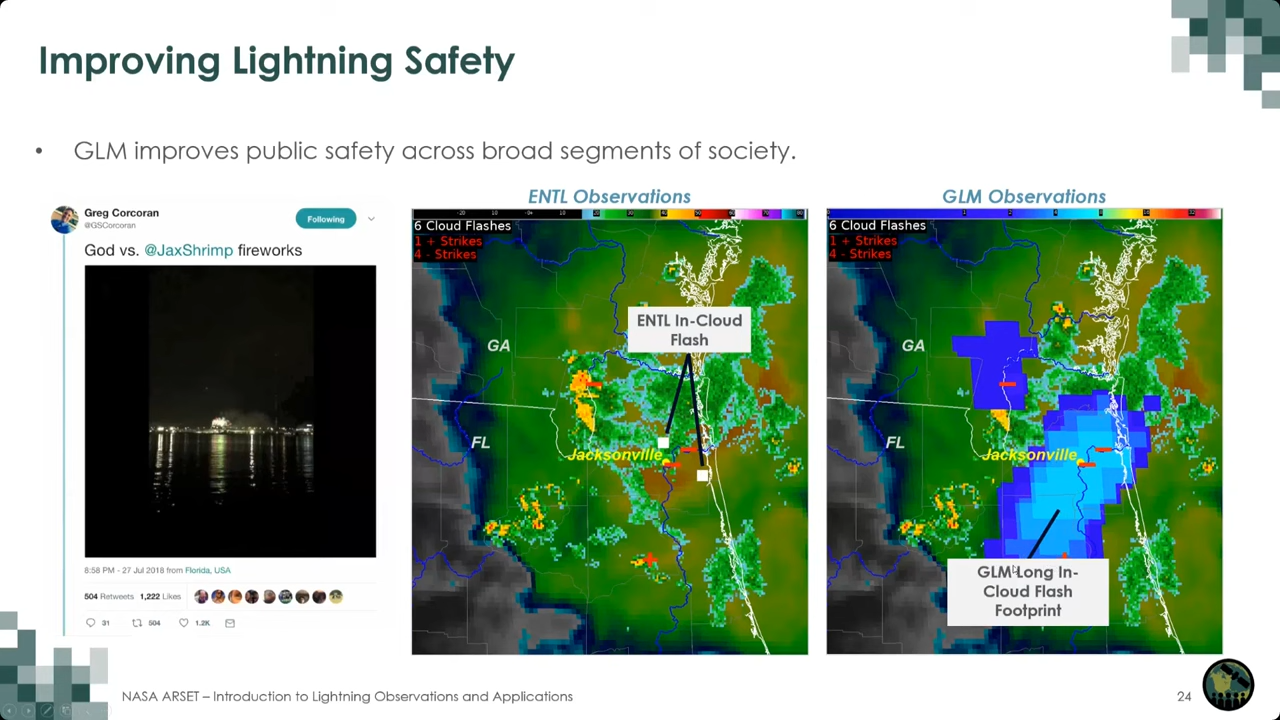 Improving Lightning Safety
• GLM improves public safety across broad segments of society.
Greg Corcoran
@GSCorcoran
Following
God vs. @JaxShrimp fireworks
8:58 PM - 27 Jul 2018 from Florida, USA
504 Retweets 1,222 Likes
31 504 1.2K
ENTL Observations
6 Cloud Flashes
1 + Strikes
4 - Strikes
ENTL In-Cloud
Flash
GA
FL
Jacksonville
GLM Observations
6 Cloud Flashes
1 + Strikes
4 - Strikes
GA
FL
Jacksonville
GLM Long In-
Cloud Flash
Footprint
NASA ARSET – Introduction to Lightning Observations and Applications
24